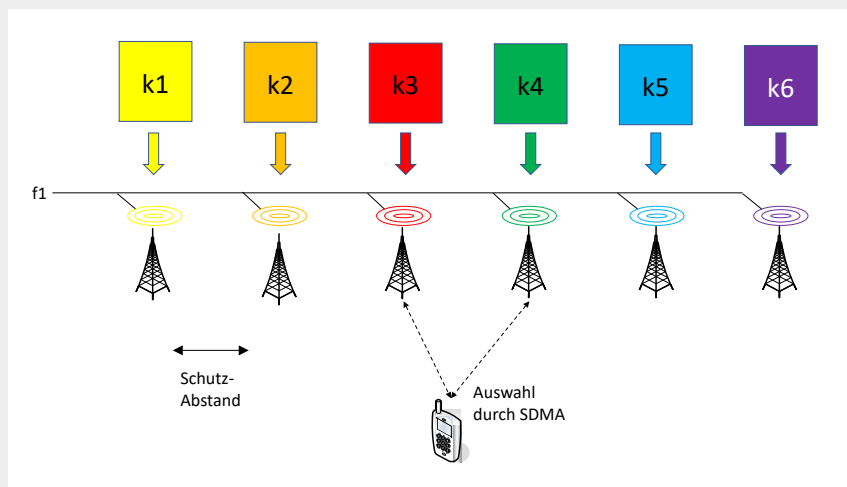 k1
k2
k3
k4
k5
k6
f1
Schutz-
Abstand
Auswahl
durch SDMA